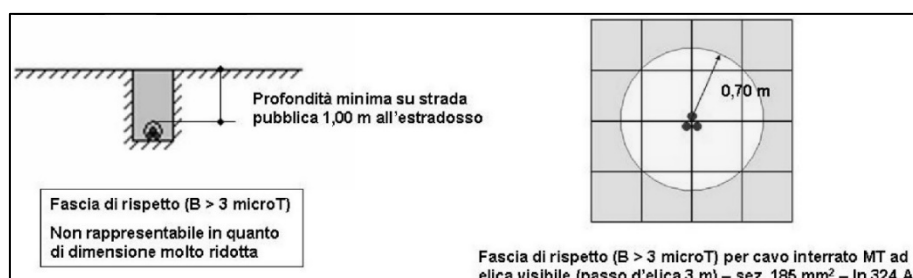 Profondità minima su strada
pubblica 1,00 m all'estradosso
0,70 m
Fascia di rispetto (B > 3 microT)
Non rappresentabile in quanto
di dimensione molto ridotta
Fascia di rispetto (B > 3 microT) per cavo interrato MT ad
elica visibile (passo d'elica 3 m) – sez. 185 mm² – In 324 A